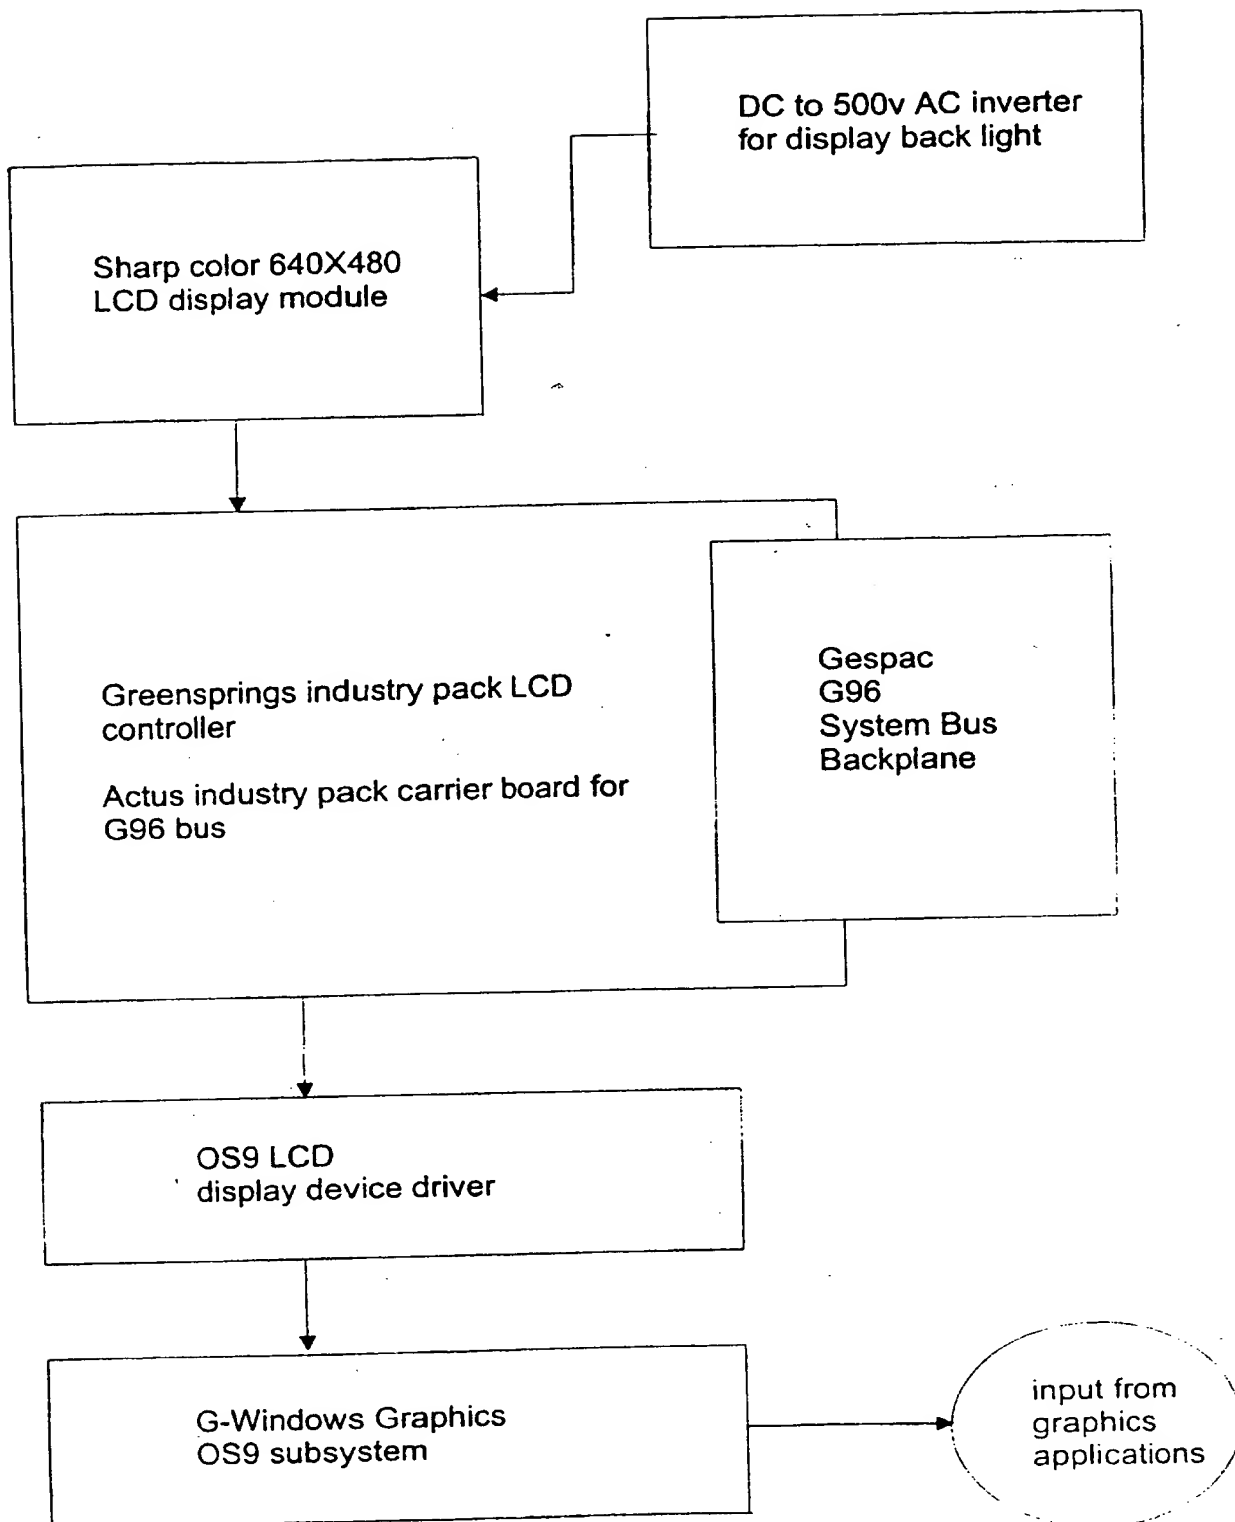 DC to 500v AC inverter
for display back light
Sharp color 640X480
LCD display module
Greensprings industry pack LCD
controller
Actus industry pack carrier board for
G96 bus
Gespac
G96
System Bus
Backplane
OS9 LCD
display device driver
G-Windows Graphics
OS9 subsystem
input from
graphics
applications